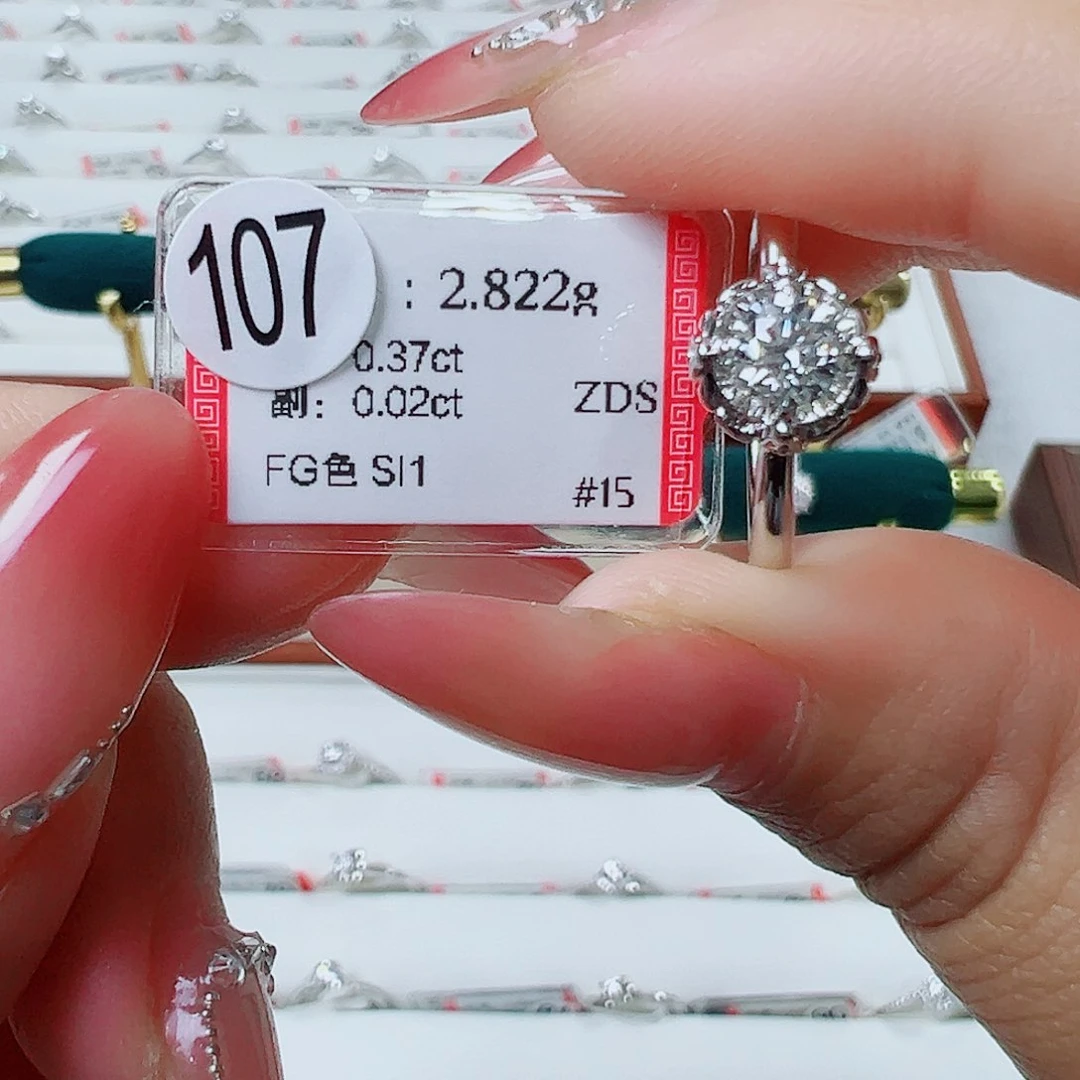 107
: 2.822g
0.37ct
副: 0.02ct
ZDS
FG色 SI1
#15